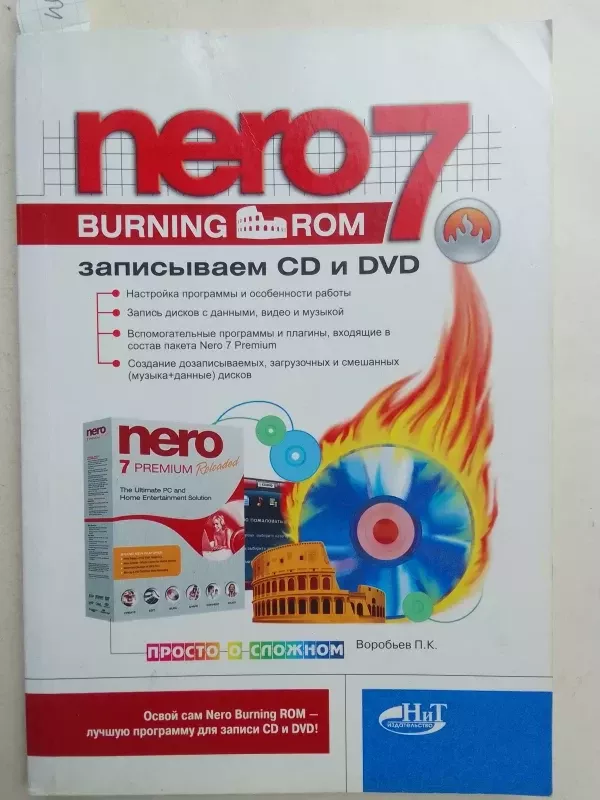 nero 7
BURNING ROM
записываем CD и DVD
Настройка программы и особенности работы
Запись дисков с данными, видео и музыкой
Вспомогательные программы и плагины, входящие в
состав пакета Nero 7 Premium
Создание дозаписываемых, загрузочных и смешанных
(музыка+данные) дисков
nero
7 PREMIUM Reloaded
The Ultimate PC and
Home Entertainment Solution
nero
ПРОСТО О СЛОЖНОМ
Воробьев П.К.
Освой сам Nero Burning ROM –
лучшую программу для записи CD и DVD!
НиТ
издательство